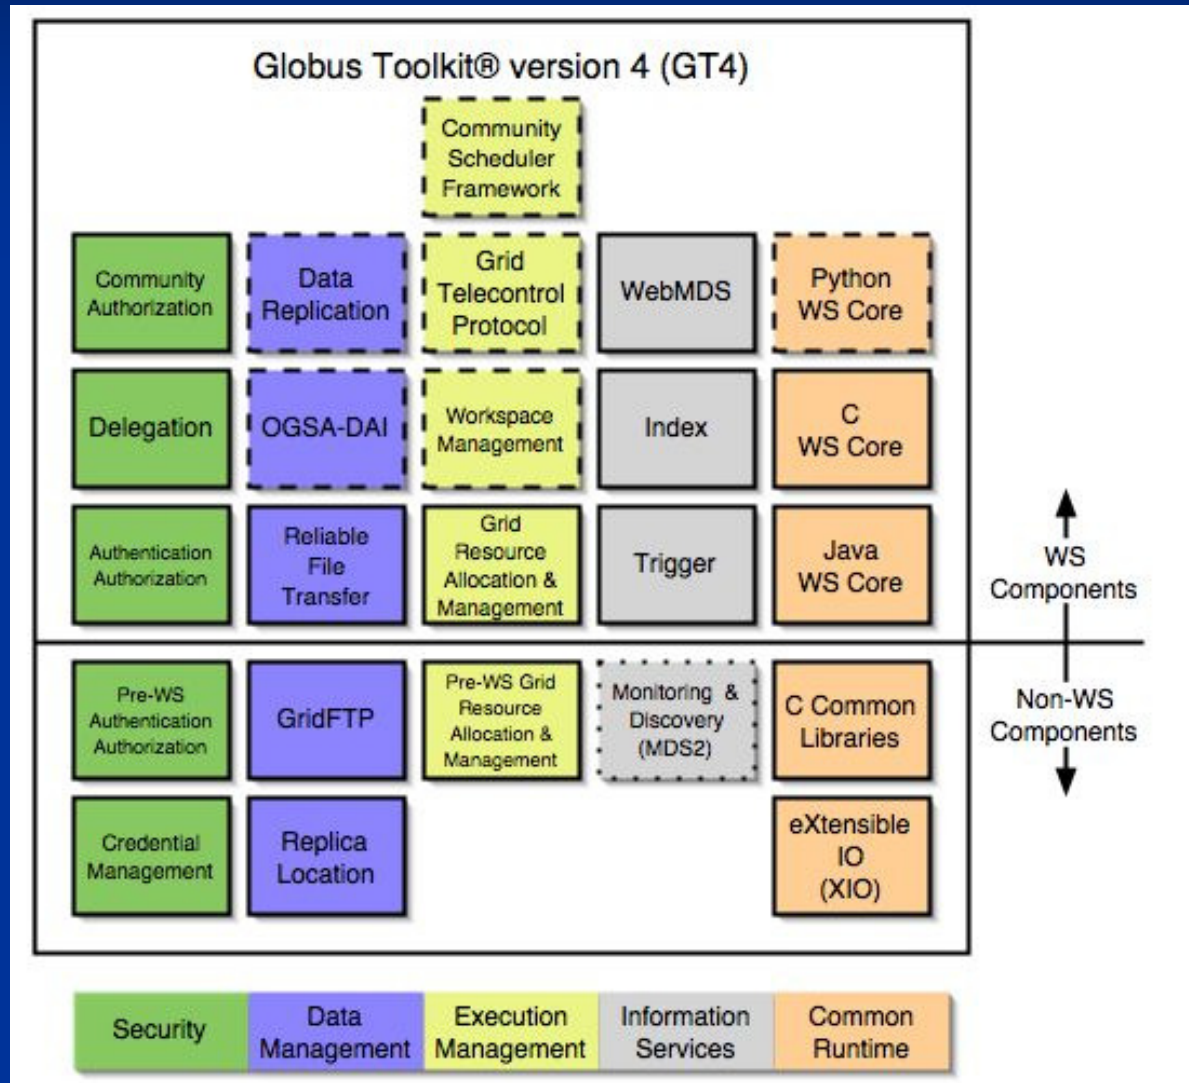 Globus Toolkit® version 4 (GT4)
Community
Scheduler
Framework
Community
Authorization
Data
Replication
Grid
Telecontrol
Protocol
WebMDS
Python
WS Core
Delegation
OGSA-DAI
Workspace
Management
Index
C
WS Core
Authentication
Authorization
Reliable
File
Transfer
Grid
Resource
Allocation &
Management
Trigger
Java
WS Core
WS
Components
Pre-WS
Authentication
Authorization
GridFTP
Pre-WS Grid
Resource
Allocation &
Management
Monitoring &
Discovery
(MDS2)
C Common
Libraries
Non-WS
Components
Credential
Management
Replica
Location
eXtensible
IO
(XIO)
Security
Data
Management
Execution
Management
Information
Services
Common
Runtime